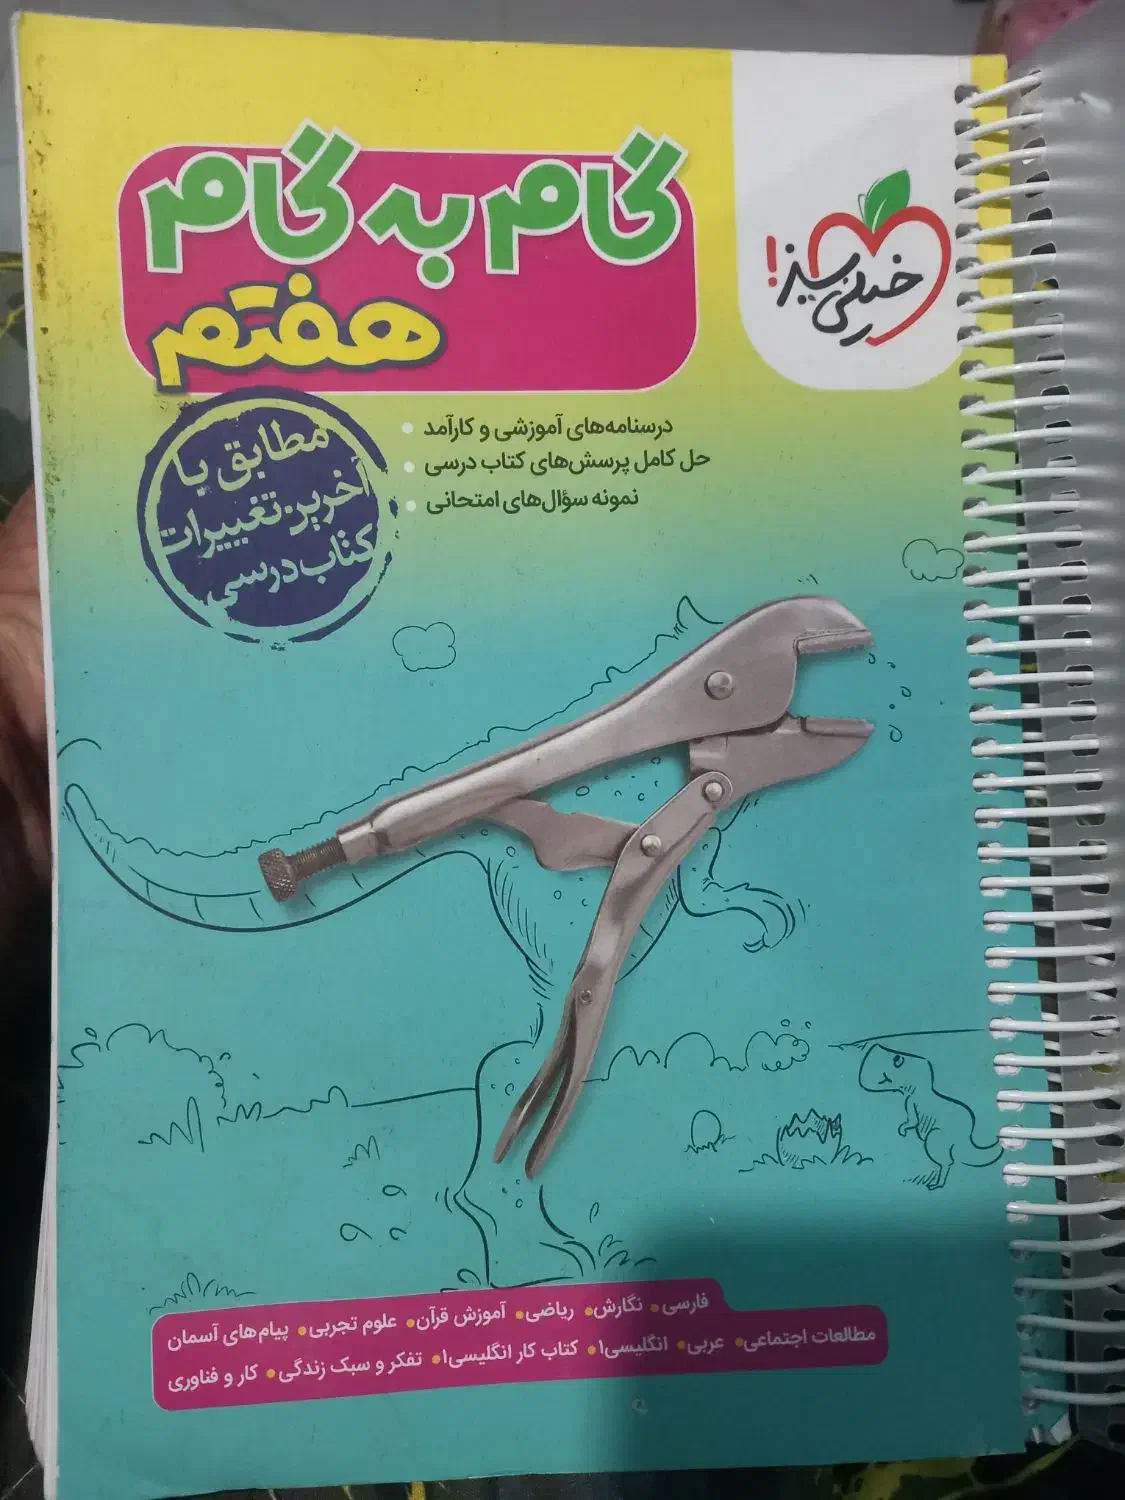 گام به گام
هفتم
خیلی سبز!
مطابق با
آخرین تغییرات
کتاب درسی
درسنامه‌های آموزشی و کارآمد
حل کامل پرسش‌های کتاب درسی
نمونه سؤال‌های امتحانی
فارسی • نگارش • ریاضی • آموزش قرآن • علوم تجربی • پیام‌های آسمان
مطالعات اجتماعی • عربی • انگلیسی۱ • کتاب کار انگلیسی۱ • تفکر و سبک زندگی • کار و فناوری